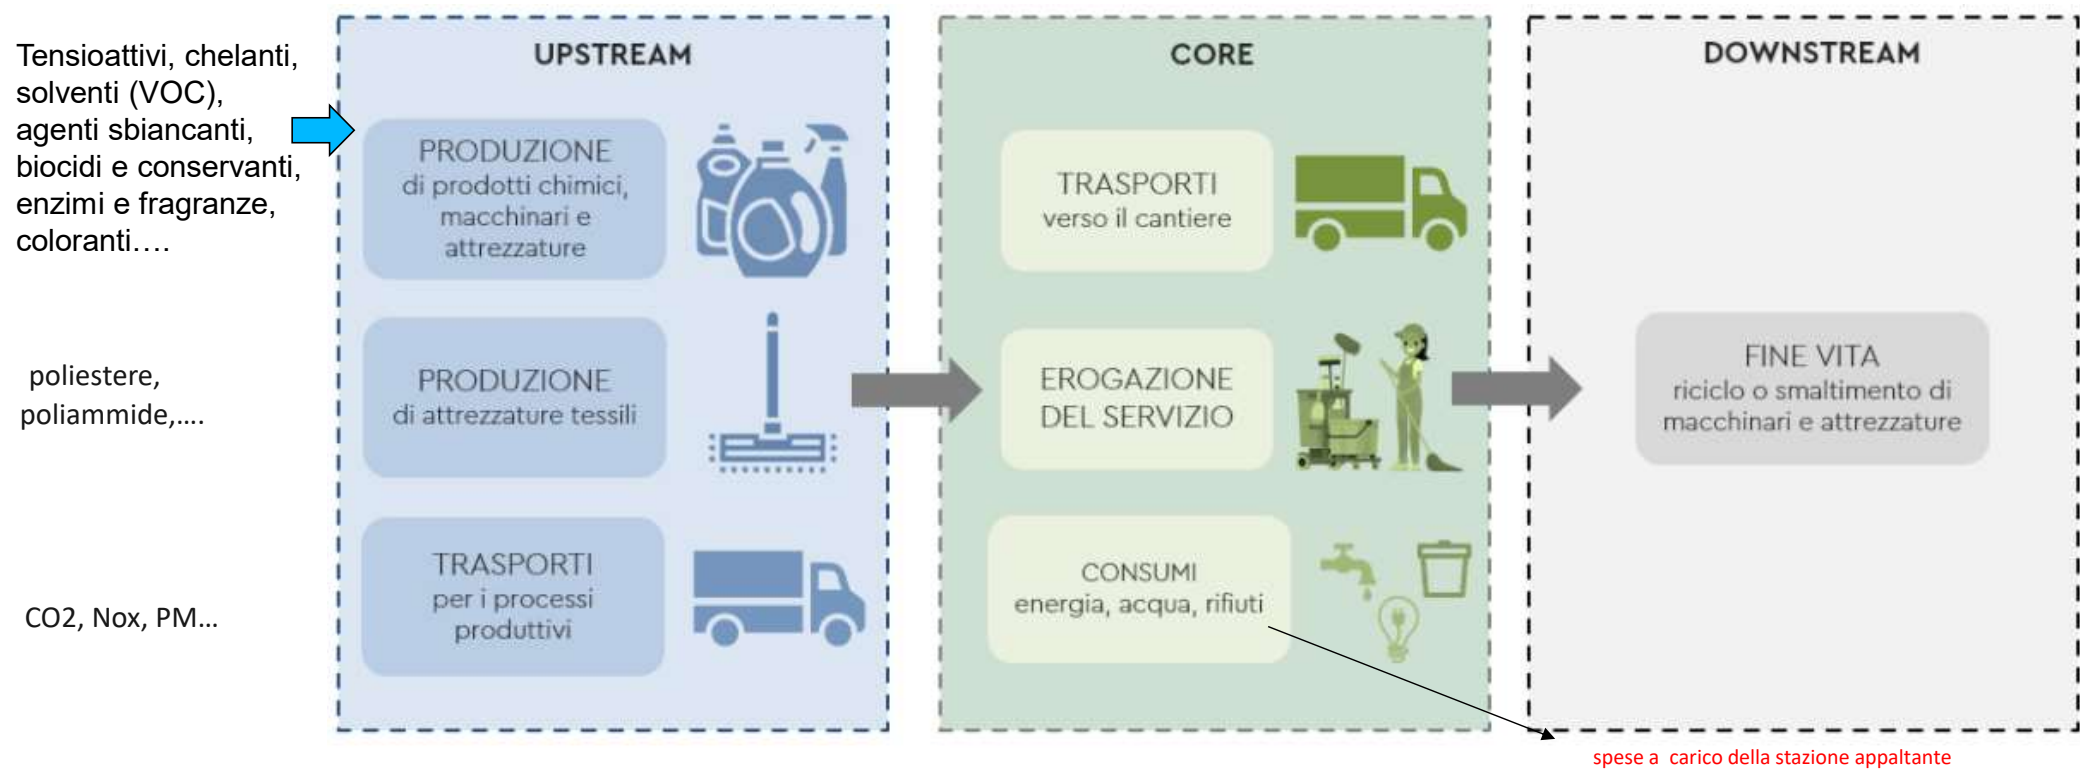 Tensioattivi, chelanti,
solventi (VOC),
agenti sbiancanti,
biocidi e conservanti,
enzimi e fragranze,
coloranti….
poliestere,
poliammide,….
CO2, Nox, PM…
UPSTREAM
PRODUZIONE
di prodotti chimici,
macchinari e
attrezzature
PRODUZIONE
di attrezzature tessili
TRASPORTI
per i processi
produttivi
CORE
TRASPORTI
verso il cantiere
EROGAZIONE
DEL SERVIZIO
CONSUMI
energia, acqua, rifiuti
DOWNSTREAM
FINE VITA
riciclo o smaltimento di
macchinari e attrezzature
spese a carico della stazione appaltante